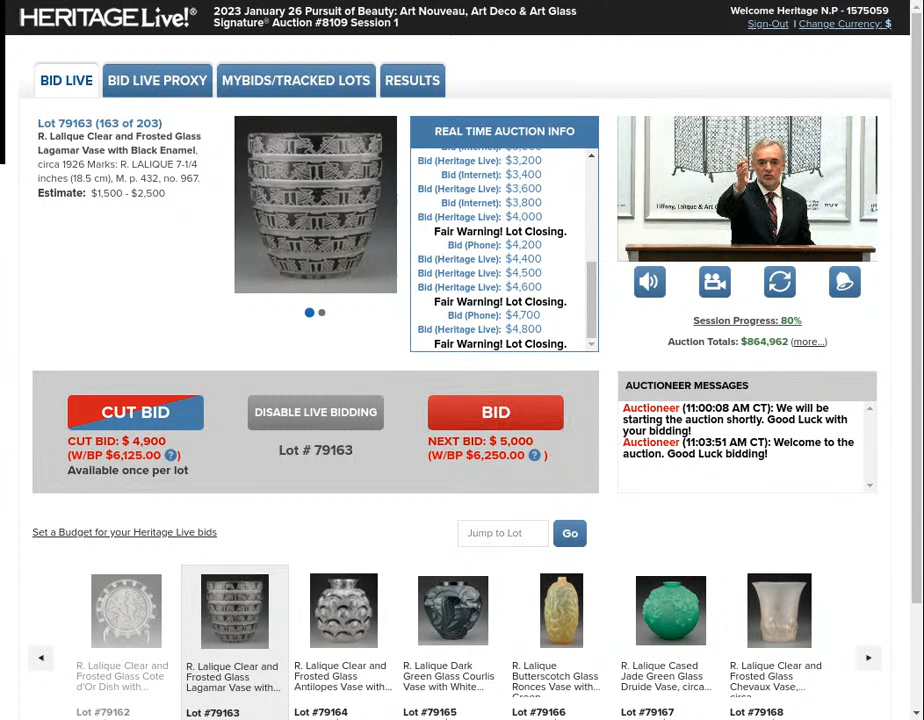 HERITAGE Live!®
2023 January 26 Pursuit of Beauty: Art Nouveau, Art Deco & Art Glass
Signature® Auction #8109 Session 1
Welcome Heritage N.P - 1575059
Sign-Out | Change Currency: $
BID LIVE
BID LIVE PROXY
MYBIDS/TRACKED LOTS
RESULTS
Lot 79163 (163 of 203)
R. Lalique Clear and Frosted Glass
Lagamar Vase with Black Enamel,
circa 1926 Marks: R. LALIQUE 7-1/4
inches (18.5 cm), M. p. 432, no. 967.
Estimate: $1,500 - $2,500
REAL TIME AUCTION INFO
Bid (Heritage Live): $3,200
Bid (Internet): $3,400
Bid (Heritage Live): $3,600
Bid (Internet): $3,800
Bid (Heritage Live): $4,000
Fair Warning! Lot Closing.
Bid (Phone): $4,200
Bid (Heritage Live): $4,400
Bid (Heritage Live): $4,500
Bid (Heritage Live): $4,600
Fair Warning! Lot Closing.
Bid (Phone): $4,700
Bid (Heritage Live): $4,800
Fair Warning! Lot Closing.
Tiffany, Lalique & Art
Session Progress: 80%
Auction Totals: $864,962 (more...)
CUT BID
CUT BID: $ 4,900
(W/BP $6,125.00 ?)
Available once per lot
DISABLE LIVE BIDDING
Lot # 79163
BID
NEXT BID: $ 5,000
(W/BP $6,250.00 ? )
AUCTIONEER MESSAGES
Auctioneer (11:00:08 AM CT): We will be
starting the auction shortly. Good Luck with
your bidding!
Auctioneer (11:03:51 AM CT): Welcome to the
auction. Good Luck bidding!
Set a Budget for your Heritage Live bids
Jump to Lot
Go
R. Lalique Clear and
Frosted Glass Cote
d'Or Dish with...
Lot #79162
R. Lalique Clear and
Frosted Glass
Lagamar Vase with...
Lot #79163
R. Lalique Clear and
Frosted Glass
Antilopes Vase with...
Lot #79164
R. Lalique Dark
Green Glass Courlis
Vase with White...
Lot #79165
R. Lalique
Butterscotch Glass
Ronces Vase with...
Lot #79166
R. Lalique Cased
Jade Green Glass
Druide Vase, circa...
Lot #79167
R. Lalique Clear and
Frosted Glass
Chevaux Vase,...
Lot #79168